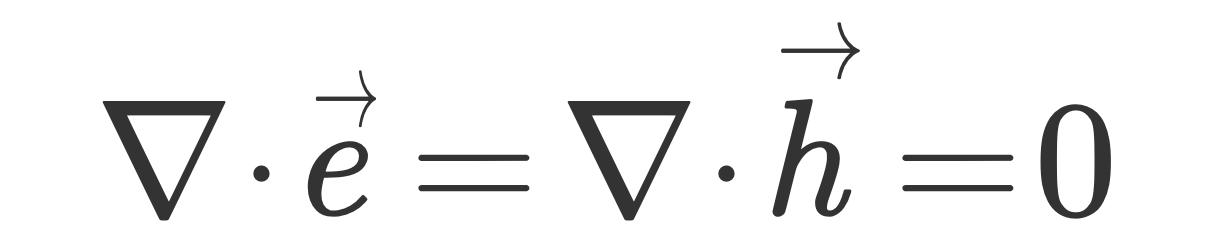 ∇ · e⃗ = ∇ · h⃗ = 0